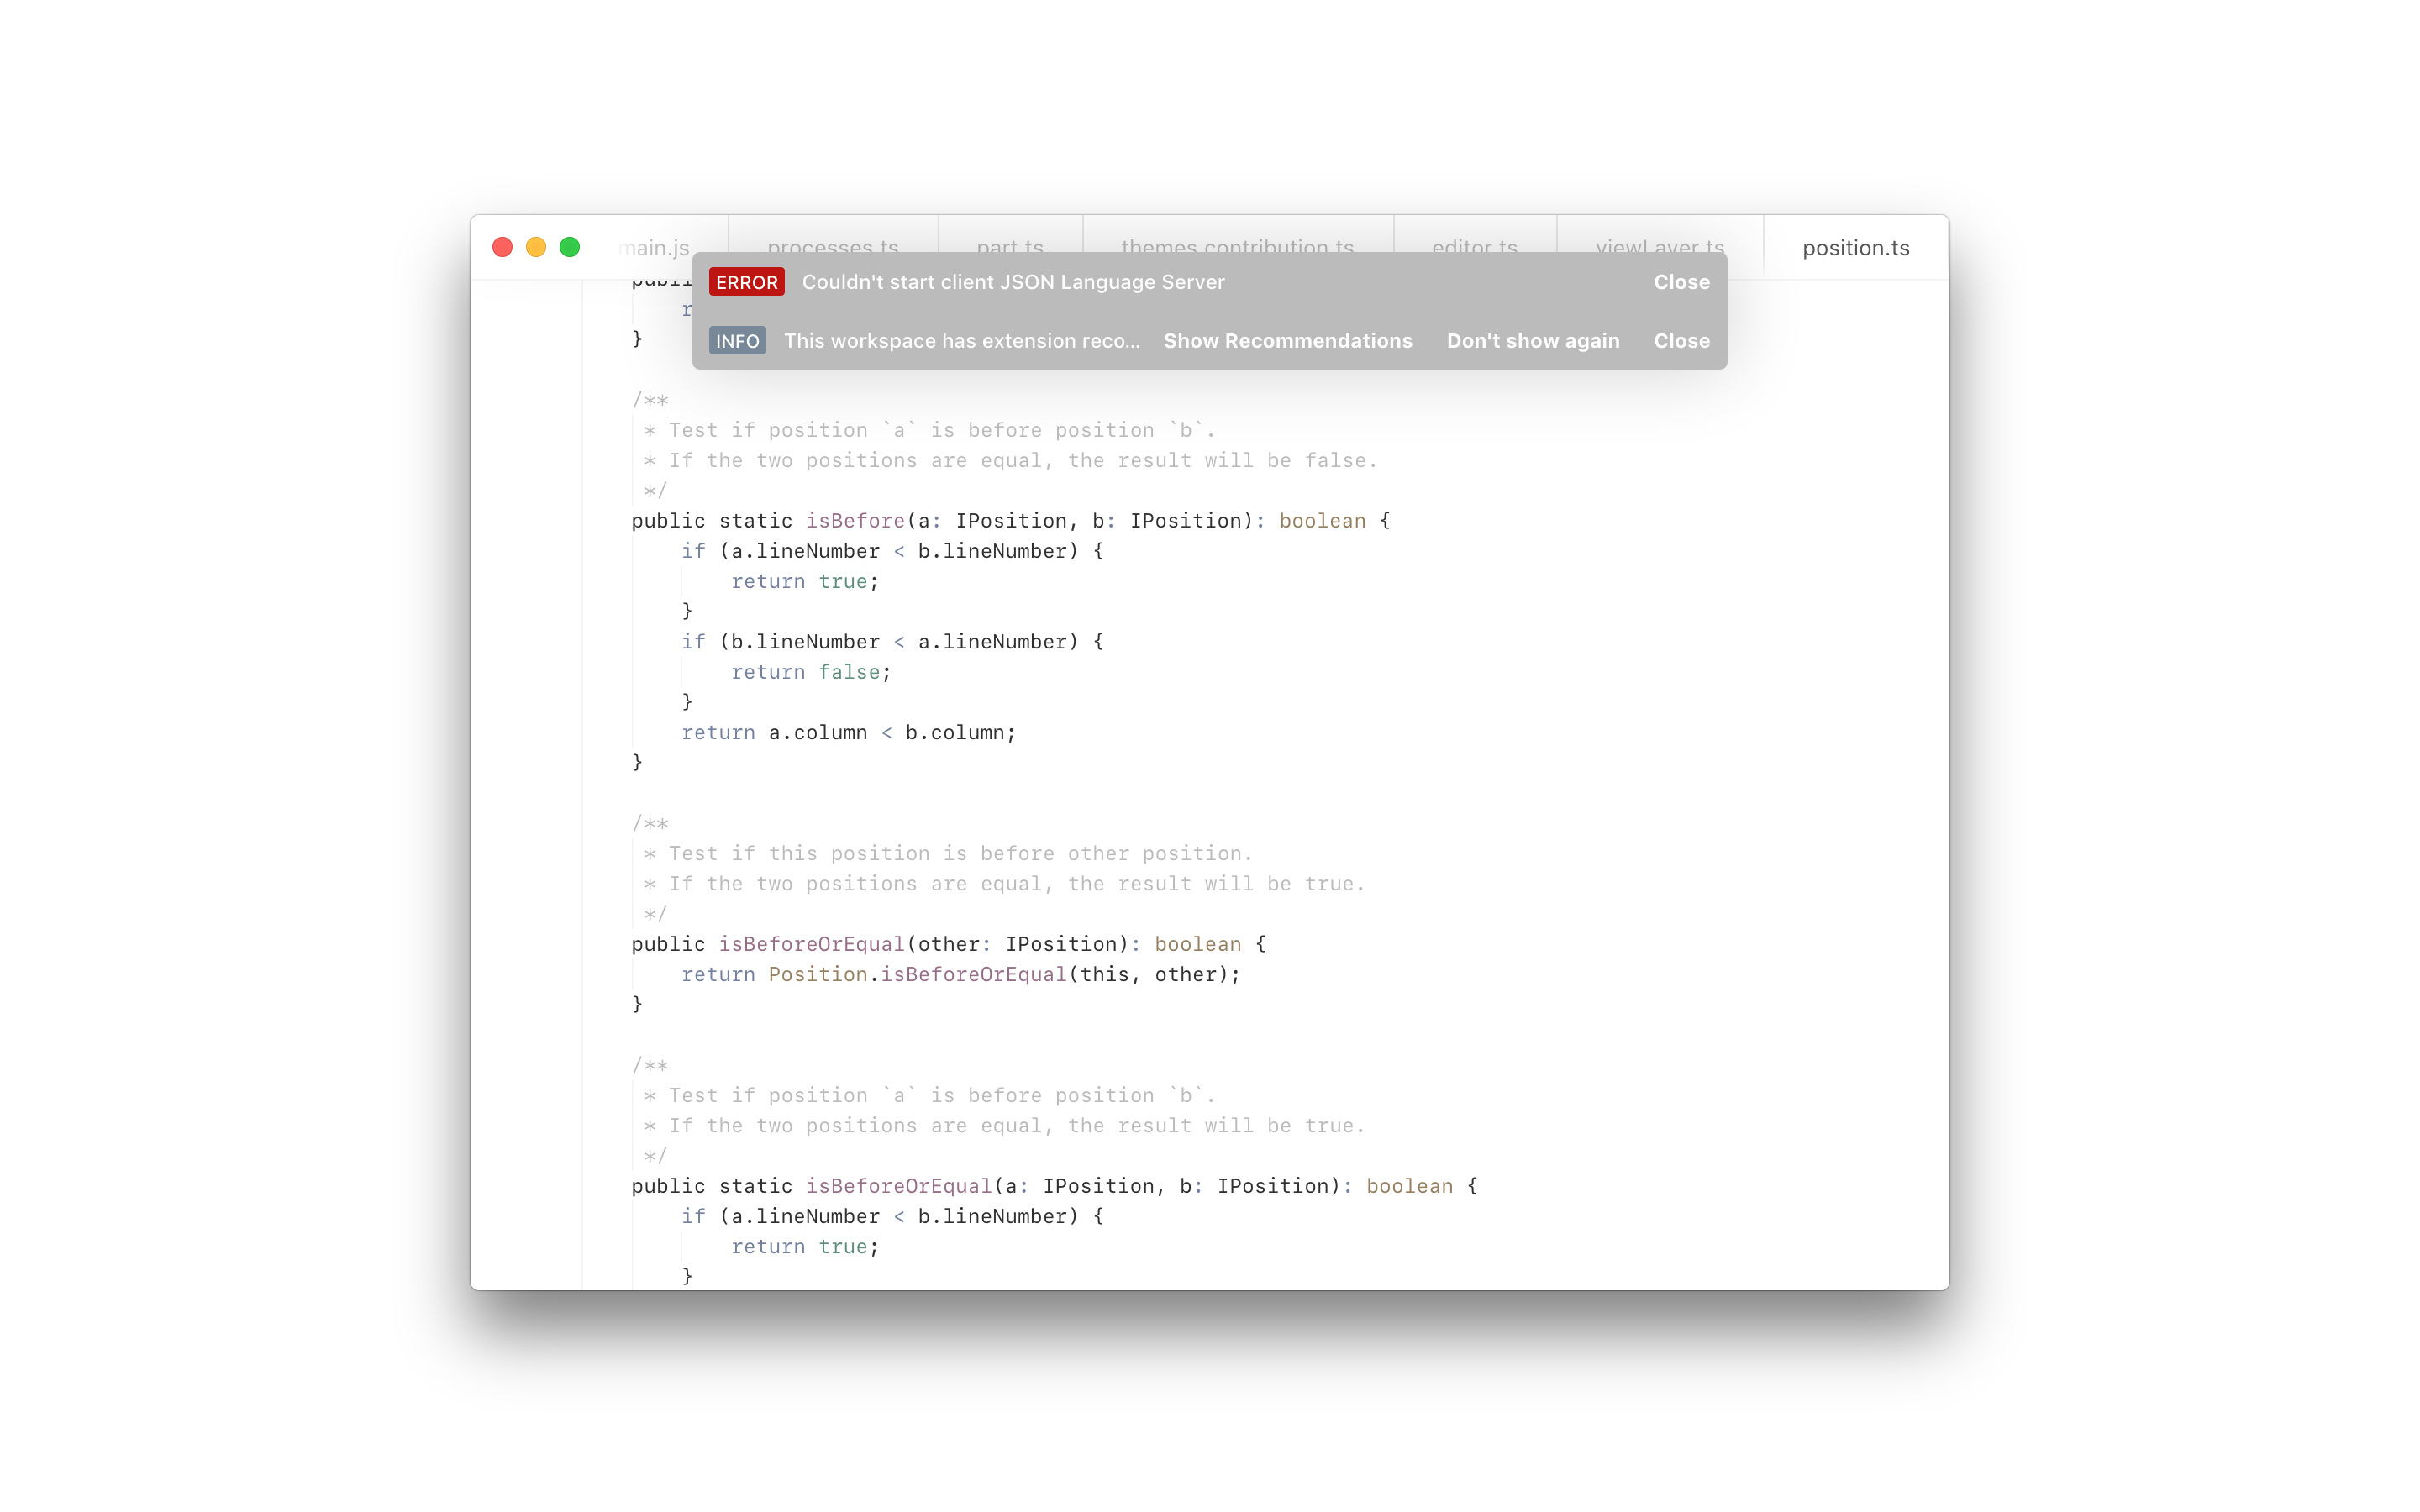 main.js processes.ts part.ts themes.contribution.ts editor.ts viewLayer.ts position.ts
ERROR Couldn't start client JSON Language Server Close
r
INFO This workspace has extension reco... Show Recommendations Don't show again Close
}
/**
* Test if position `a` is before position `b`.
* If the two positions are equal, the result will be false.
*/
public static isBefore(a: IPosition, b: IPosition): boolean {
if (a.lineNumber < b.lineNumber) {
return true;
}
if (b.lineNumber < a.lineNumber) {
return false;
}
return a.column < b.column;
}
/**
* Test if this position is before other position.
* If the two positions are equal, the result will be true.
*/
public isBeforeOrEqual(other: IPosition): boolean {
return Position.isBeforeOrEqual(this, other);
}
/**
* Test if position `a` is before position `b`.
* If the two positions are equal, the result will be true.
*/
public static isBeforeOrEqual(a: IPosition, b: IPosition): boolean {
if (a.lineNumber < b.lineNumber) {
return true;
}